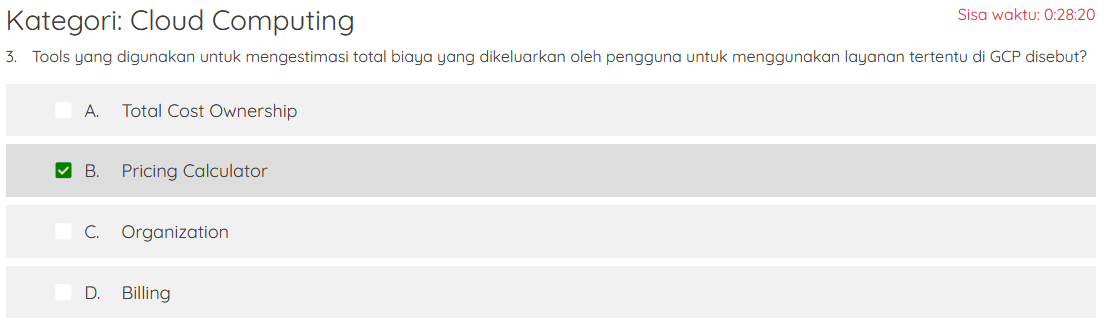 Kategori: Cloud Computing
Sisa waktu: 0:28:20
3. Tools yang digunakan untuk mengestimasi total biaya yang dikeluarkan oleh pengguna untuk menggunakan layanan tertentu di GCP disebut?
A. Total Cost Ownership
B. Pricing Calculator
C. Organization
D. Billing